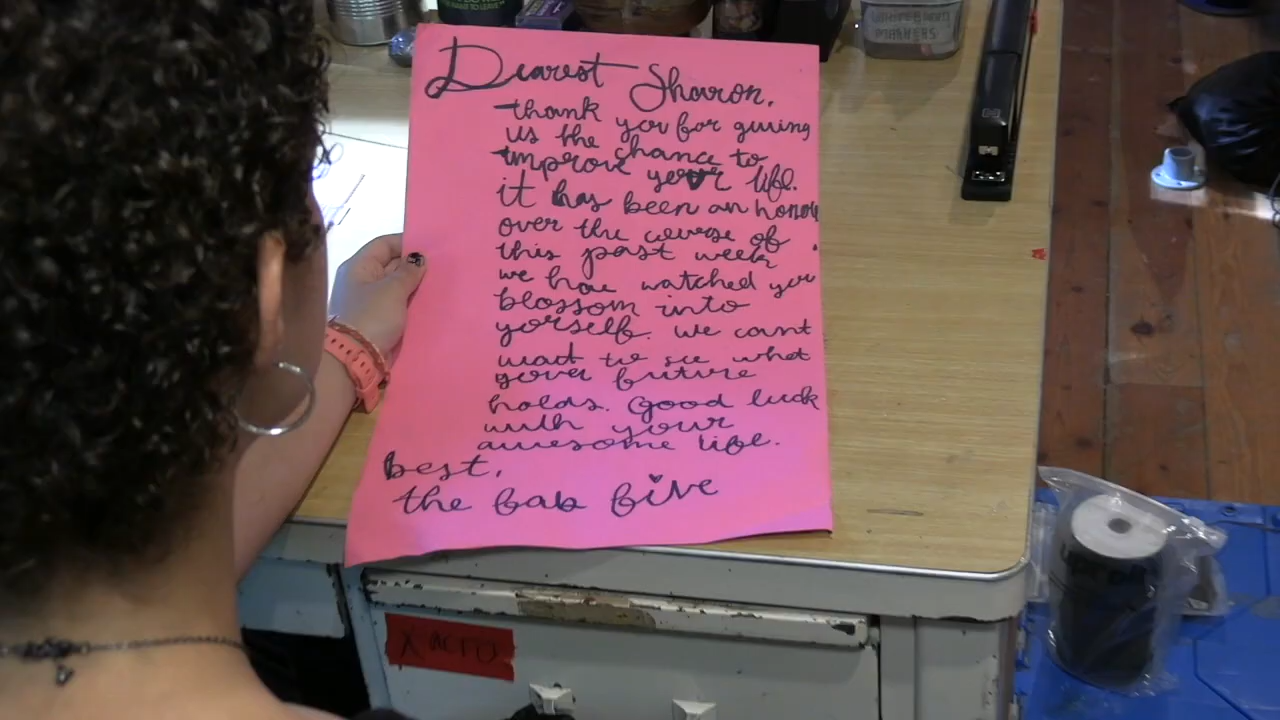 Dearest Sharon,
thank you for giving
us the chance to
improve your life.
it has been an honor
over the course of
this past week
we have watched you
blossom into
yorself. we cant
wait to see what
your future
holds. Good luck
with your
awesome life.
best,
the fab five
X ACTO